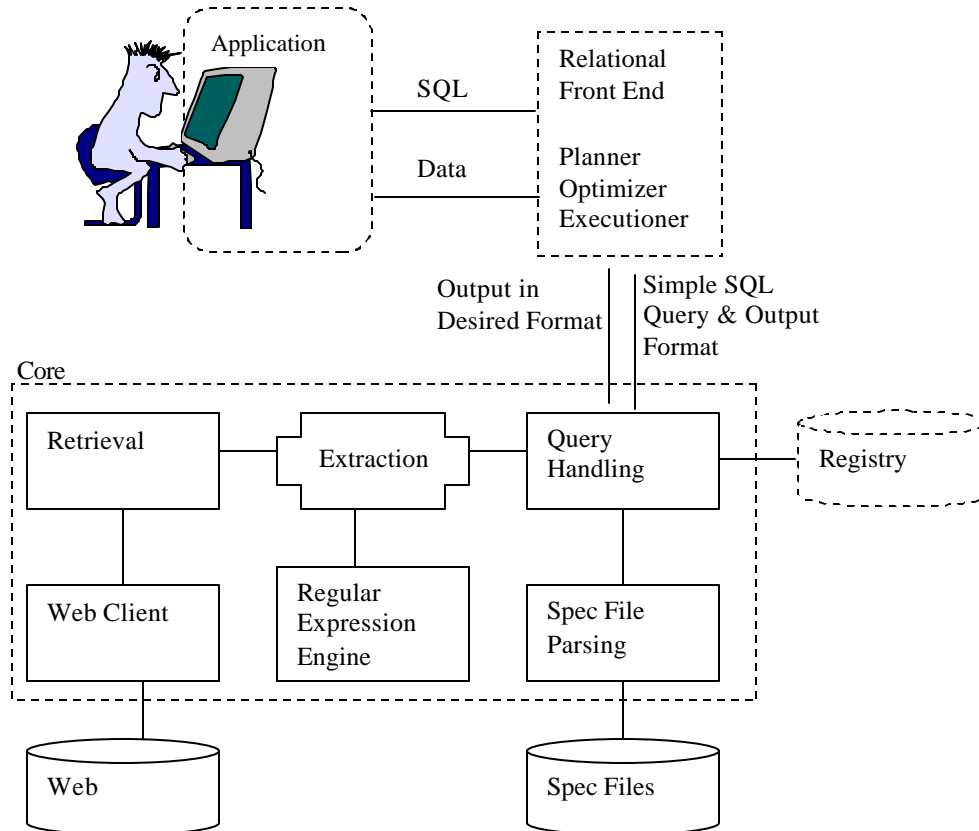 Application
SQL
Data
Relational
Front End
Planner
Optimizer
Executioner
Output in
Desired Format
Simple SQL
Query & Output
Format
Core
Retrieval
Extraction
Query
Handling
Registry
Web Client
Regular
Expression
Engine
Spec File
Parsing
Web
Spec Files